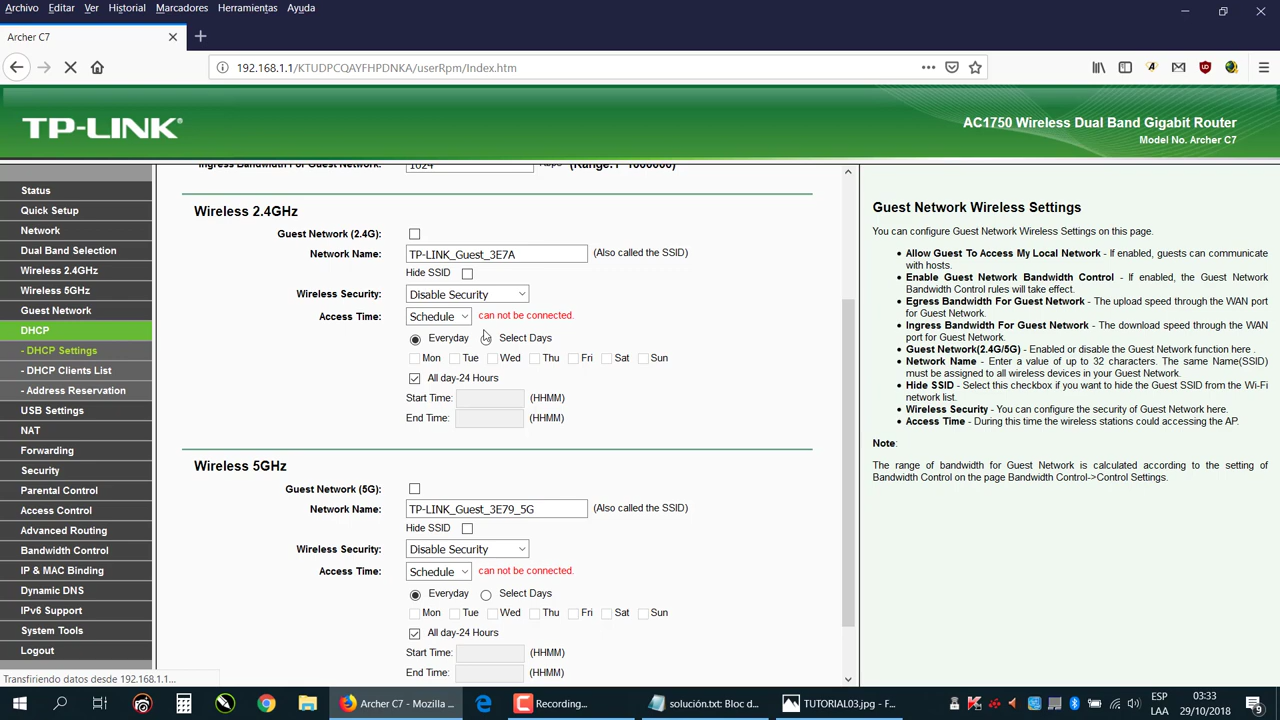 Archivo Editar Ver Historial Marcadores Herramientas Ayuda
Archer C7
192.168.1.1/KTUDPCQAYFHPDNKA/userRpm/Index.htm
TP-LINK®
AC1750 Wireless Dual Band Gigabit Router
Model No. Archer C7
Status
Quick Setup
Network
Dual Band Selection
Wireless 2.4GHz
Wireless 5GHz
Guest Network
DHCP
- DHCP Settings
- DHCP Clients List
- Address Reservation
USB Settings
NAT
Forwarding
Security
Parental Control
Access Control
Advanced Routing
Bandwidth Control
IP & MAC Binding
Dynamic DNS
IPv6 Support
System Tools
Logout
Ingress Bandwidth For Guest Network: 1024 Kbps (Range:1~1000000)
Wireless 2.4GHz
Guest Network (2.4G):
Network Name: TP-LINK_Guest_3E7A (Also called the SSID)
Hide SSID
Wireless Security: Disable Security
Access Time: Schedule can not be connected.
Everyday Select Days
Mon Tue Wed Thu Fri Sat Sun
All day-24 Hours
Start Time: (HHMM)
End Time: (HHMM)
Wireless 5GHz
Guest Network (5G):
Network Name: TP-LINK_Guest_3E79_5G (Also called the SSID)
Hide SSID
Wireless Security: Disable Security
Access Time: Schedule can not be connected.
Everyday Select Days
Mon Tue Wed Thu Fri Sat Sun
All day-24 Hours
Start Time: (HHMM)
End Time: (HHMM)
Guest Network Wireless Settings
You can configure Guest Network Wireless Settings on this page.
• Allow Guest To Access My Local Network - If enabled, guests can communicate
with hosts.
• Enable Guest Network Bandwidth Control - If enabled, the Guest Network
Bandwidth Control rules will take effect.
• Egress Bandwidth For Guest Network - The upload speed through the WAN port
for Guest Network.
• Ingress Bandwidth For Guest Network - The download speed through the WAN
port for Guest Network.
• Guest Network(2.4G/5G) - Enabled or disable the Guest Network function here .
• Network Name - Enter a value of up to 32 characters. The same Name(SSID)
must be assigned to all wireless devices in your Guest Network.
• Hide SSID - Select this checkbox if you want to hide the Guest SSID from the Wi-Fi
network list.
• Wireless Security - You can configure the security of Guest Network here.
• Access Time - During this time the wireless stations could accessing the AP.
Note:
The range of bandwidth for Guest Network is calculated according to the setting of
Bandwidth Control on the page Bandwidth Control->Control Settings.
Transfiriendo datos desde 192.168.1.1...
Archer C7 - Mozilla ...
Recording...
solución.txt: Bloc d...
TUTORIAL03.jpg - F...
ESP
LAA
03:33
29/10/2018